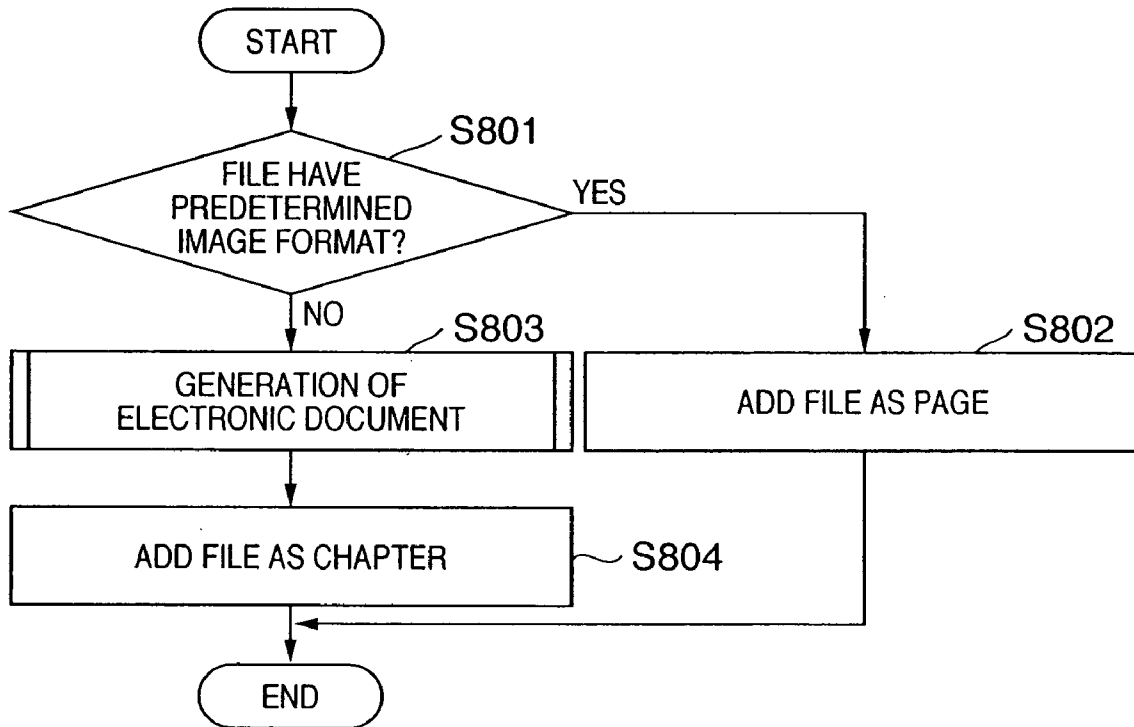 START
S801
FILE HAVE
PREDETERMINED
IMAGE FORMAT?
YES
NO
S803
S802
GENERATION OF
ELECTRONIC DOCUMENT
ADD FILE AS PAGE
ADD FILE AS CHAPTER
S804
END